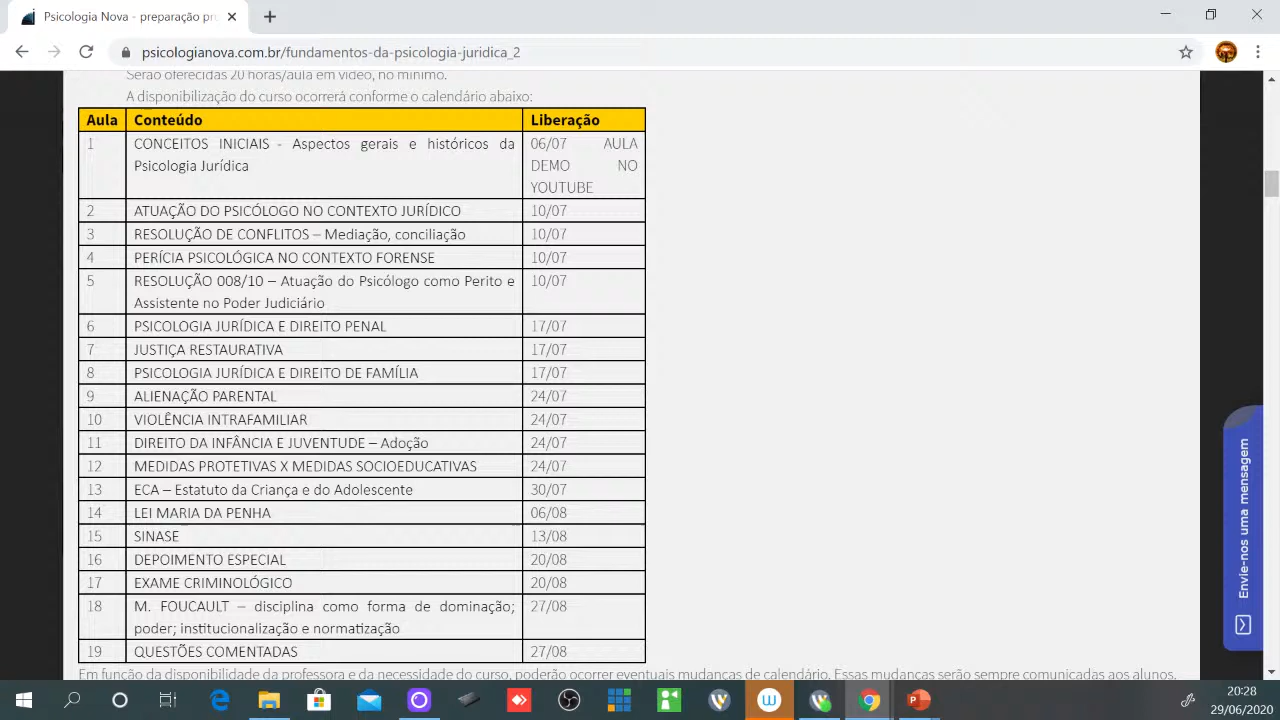 Psicologia Nova - preparação pro
psicologianova.com.br/fundamentos-da-psicologia-juridica_2
Serão oferecidas 20 horas/aula em vídeo, no mínimo.
A disponibilização do curso ocorrerá conforme o calendário abaixo:
Aula Conteúdo Liberação
1 CONCEITOS INICIAIS - Aspectos gerais e históricos da 06/07 AULA
Psicologia Jurídica DEMO NO
YOUTUBE
2 ATUAÇÃO DO PSICÓLOGO NO CONTEXTO JURÍDICO 10/07
3 RESOLUÇÃO DE CONFLITOS – Mediação, conciliação 10/07
4 PERÍCIA PSICOLÓGICA NO CONTEXTO FORENSE 10/07
5 RESOLUÇÃO 008/10 – Atuação do Psicólogo como Perito e 10/07
Assistente no Poder Judiciário
6 PSICOLOGIA JURÍDICA E DIREITO PENAL 17/07
7 JUSTIÇA RESTAURATIVA 17/07
8 PSICOLOGIA JURÍDICA E DIREITO DE FAMÍLIA 17/07
9 ALIENAÇÃO PARENTAL 24/07
10 VIOLÊNCIA INTRAFAMILIAR 24/07
11 DIREITO DA INFÂNCIA E JUVENTUDE – Adoção 24/07
12 MEDIDAS PROTETIVAS X MEDIDAS SOCIOEDUCATIVAS 24/07
13 ECA – Estatuto da Criança e do Adolescente 30/07
14 LEI MARIA DA PENHA 06/08
15 SINASE 13/08
16 DEPOIMENTO ESPECIAL 20/08
17 EXAME CRIMINOLÓGICO 20/08
18 M. FOUCAULT – disciplina como forma de dominação; 27/08
poder; institucionalização e normatização
19 QUESTÕES COMENTADAS 27/08
Em função da disponibilidade da professora e da necessidade do curso, poderão ocorrer eventuais mudanças de calendário. Essas mudanças serão sempre comunicadas aos alunos.
Envie-nos uma mensagem
20:28
29/06/2020